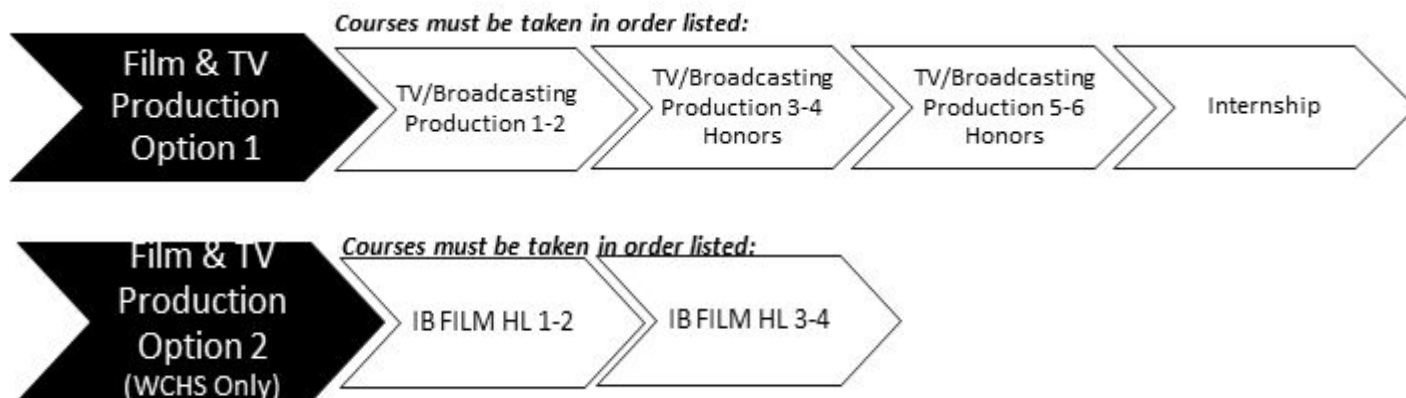 Courses must be taken in order listed:
Film & TV
Production
Option 1
TV/Broadcasting
Production 1-2
TV/Broadcasting
Production 3-4
Honors
TV/Broadcasting
Production 5-6
Honors
Internship
Courses must be taken in order listed:
Film & TV
Production
Option 2
(WCHS Only)
IB FILM HL 1-2
IB FILM HL 3-4